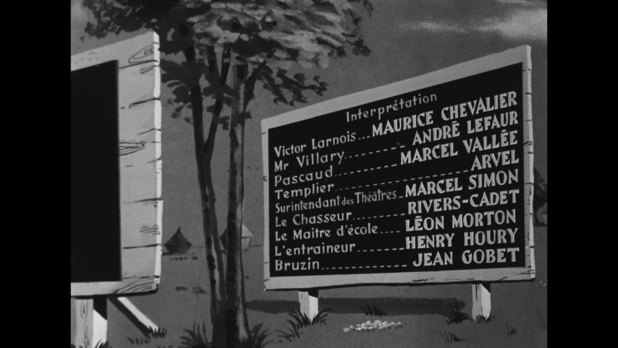 Interprétation
Victor Larnois...MAURICE CHEVALIER
Mr Villary--------ANDRÉ LEFAUR
Pascaud----------MARCEL VALLÉE
Templier--------------------ARVEL
Surintendant des Théâtres-MARCEL SIMON
Le Chasseur--------RIVERS-CADET
Le Maitre d'école----LÉON MORTON
L'entraineur--------HENRY HOURY
Bruzin--------------JEAN GOBET